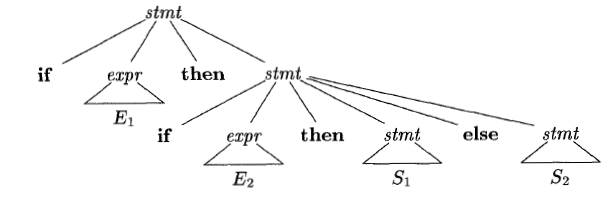 stmt
if expr then stmt
E₁
if expr then stmt else stmt
E₂ S₁ S₂